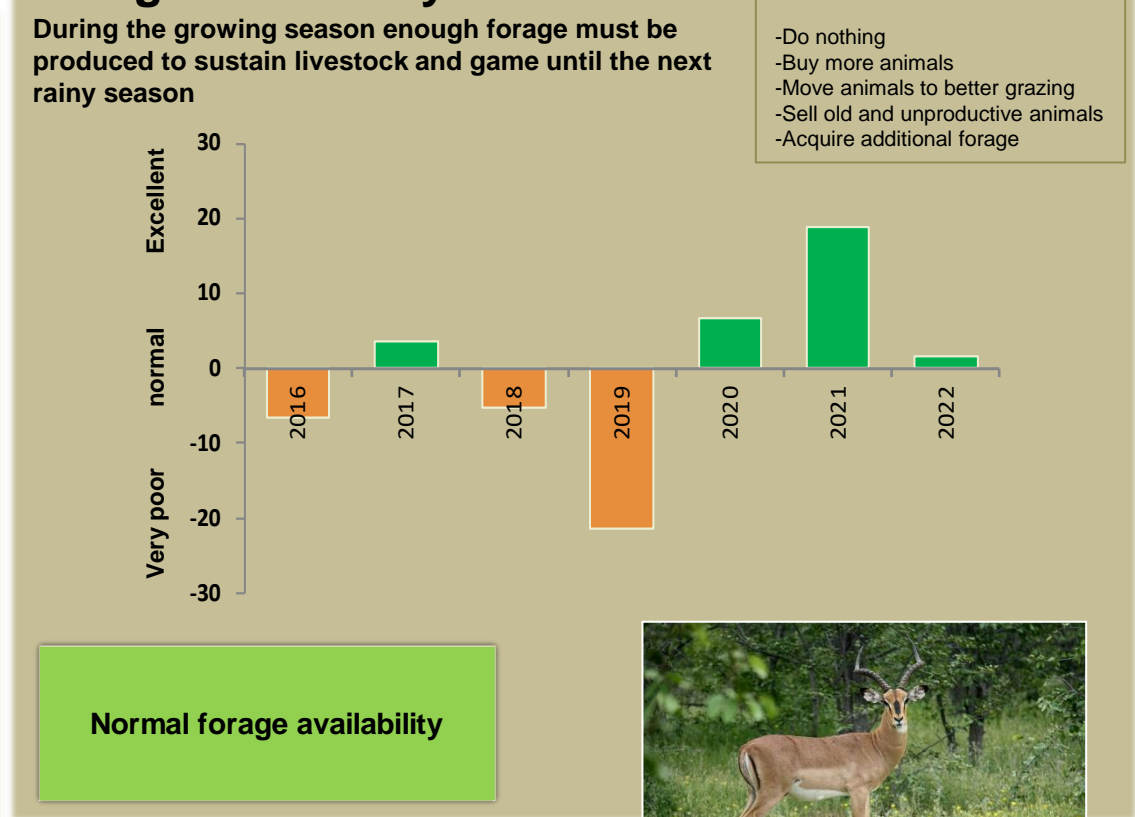 During the growing season enough forage must be
produced to sustain livestock and game until the next
rainy season
-Do nothing
-Buy more animals
-Move animals to better grazing
-Sell old and unproductive animals
-Acquire additional forage
30
20
10
0
-10
-20
-30
Excellent
normal
Very poor
2016
2017
2018
2019
2020
2021
2022
Normal forage availability